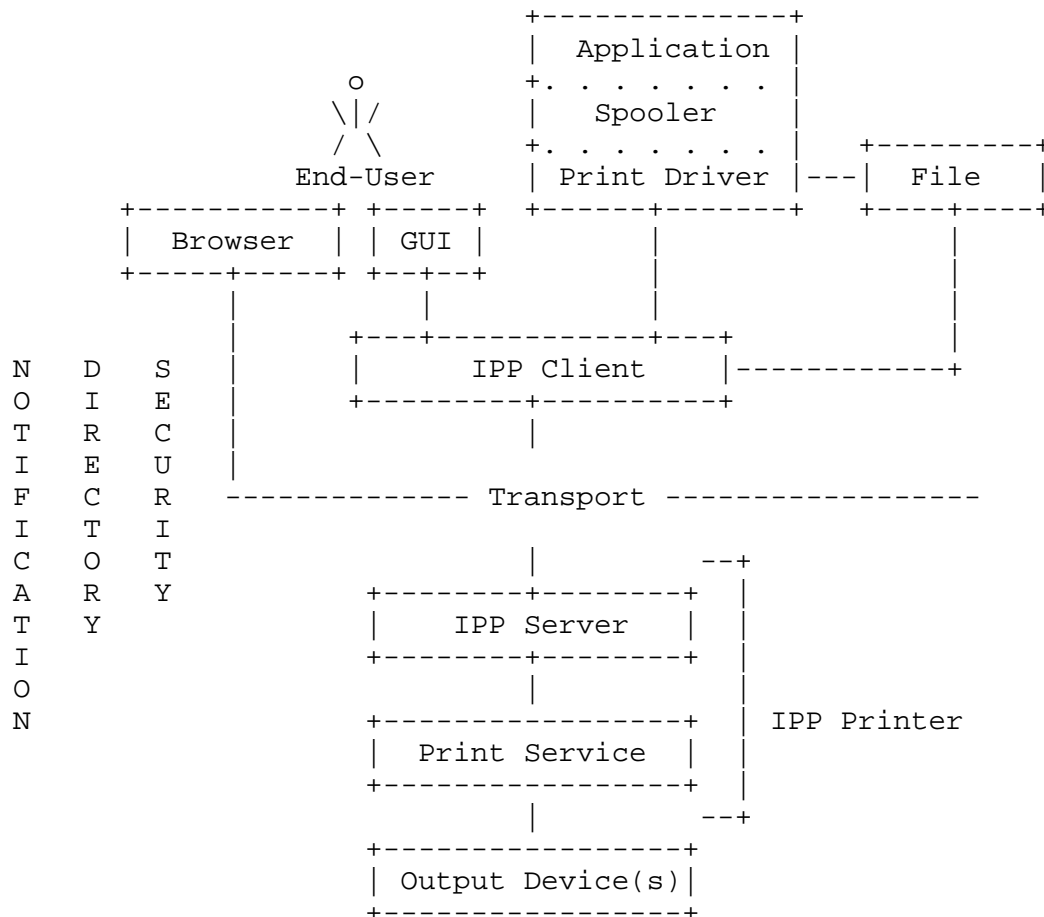 Application
Spooler
End-User
Print Driver
File
Browser
GUI
IPP Client
NOTIFICATION
DIRECTORY
SECURITY
Transport
IPP Server
IPP Printer
Print Service
Output Device(s)